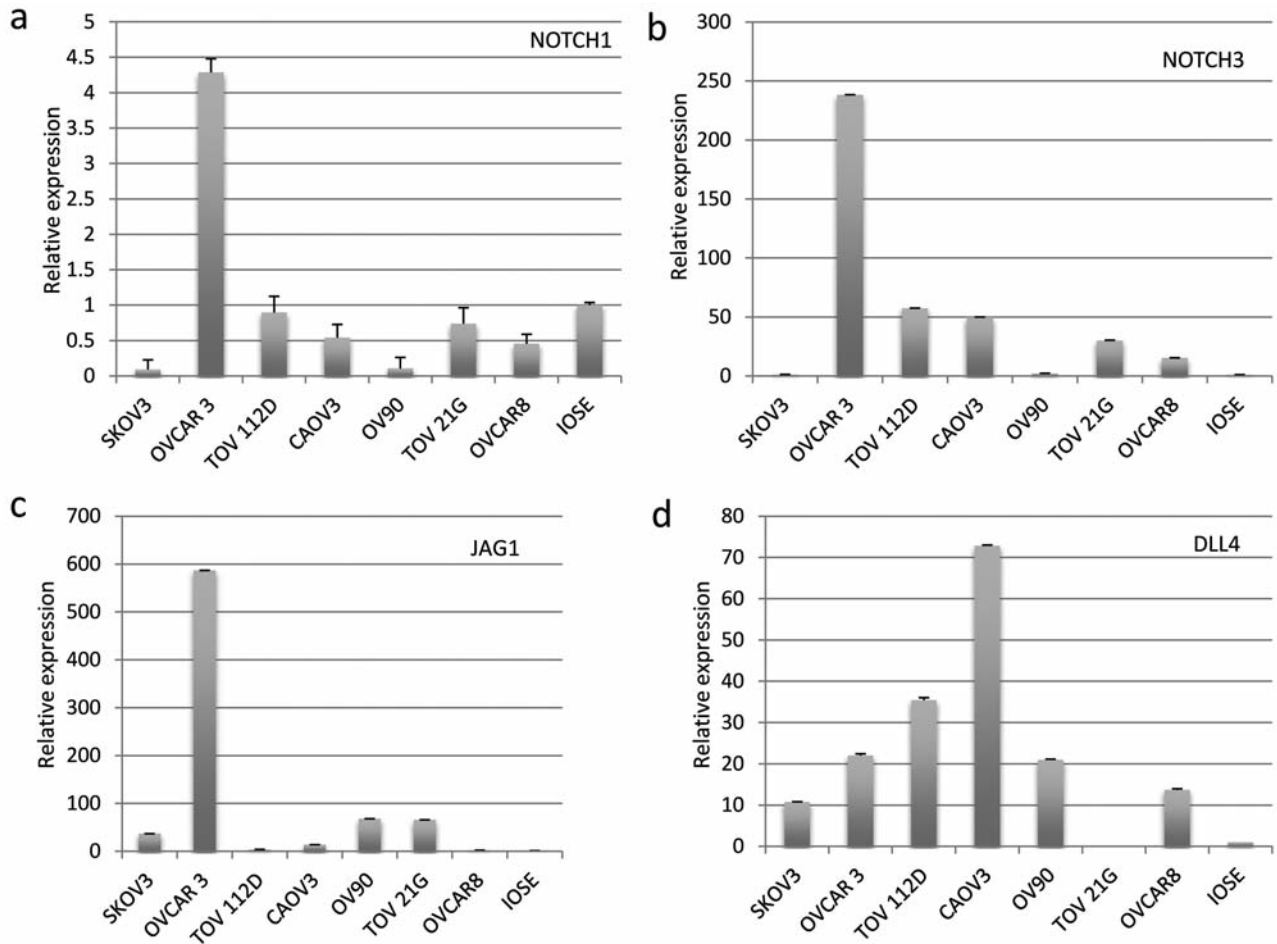 a
NOTCH1
Relative expression
5
4.5
4
3.5
3
2.5
2
1.5
1
0.5
0
SKOV3
OVCAR 3
TOV 112D
CAOV3
OV90
TOV 21G
OVCAR8
IOSE
b
NOTCH3
Relative expression
300
250
200
150
100
50
0
SKOV3
OVCAR 3
TOV 112D
CAOV3
OV90
TOV 21G
OVCAR8
IOSE
c
JAG1
Relative expression
700
600
500
400
300
200
100
0
SKOV3
OVCAR 3
TOV 112D
CAOV3
OV90
TOV 21G
OVCAR8
IOSE
d
DLL4
Relative expression
80
70
60
50
40
30
20
10
0
SKOV3
OVCAR 3
TOV 112D
CAOV3
OV90
TOV 21G
OVCAR8
IOSE